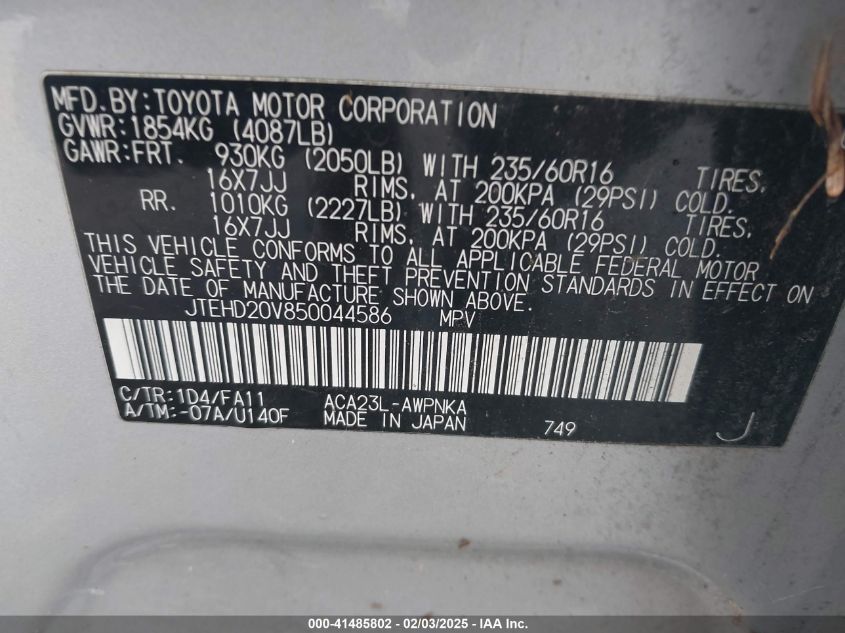 MFD.BY:TOYOTA MOTOR CORPORATION
GVWR:1854KG (4087LB)
GAWR:FRT. 930KG (2050LB) WITH 235/60R16 TIRES,
16X7JJ RIMS, AT 200KPA (29PSI) COLD.
RR. 1010KG (2227LB) WITH 235/60R16 TIRES,
16X7JJ RIMS, AT 200KPA (29PSI) COLD.
THIS VEHICLE CONFORMS TO ALL APPLICABLE FEDERAL MOTOR
VEHICLE SAFETY AND THEFT PREVENTION STANDARDS IN EFFECT ON
THE DATE OF MANUFACTURE SHOWN ABOVE.
JTEHD20V850044586 MPV
C/TR:1D4/FA11 ACA23L-AWPNKA
A/TM:-07A/U140F MADE IN JAPAN 749 J
000-41485802 - 02/03/2025 - IAA Inc.